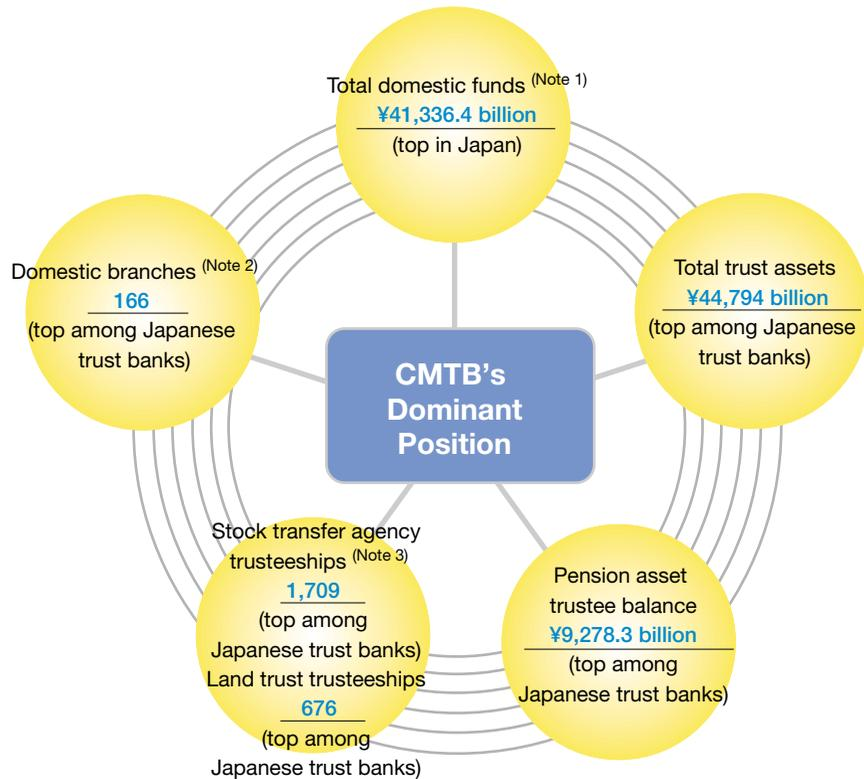 Total domestic funds (Note 1)
¥41,336.4 billion
(top in Japan)
Domestic branches (Note 2)
166
(top among Japanese
trust banks)
Total trust assets
¥44,794 billion
(top among Japanese
trust banks)
CMTB's
Dominant
Position
Stock transfer agency
trusteeships (Note 3)
1,709
(top among
Japanese trust banks)
Land trust trusteeships
676
(top among
Japanese trust banks)
Pension asset
trustee balance
¥9,278.3 billion
(top among
Japanese trust banks)